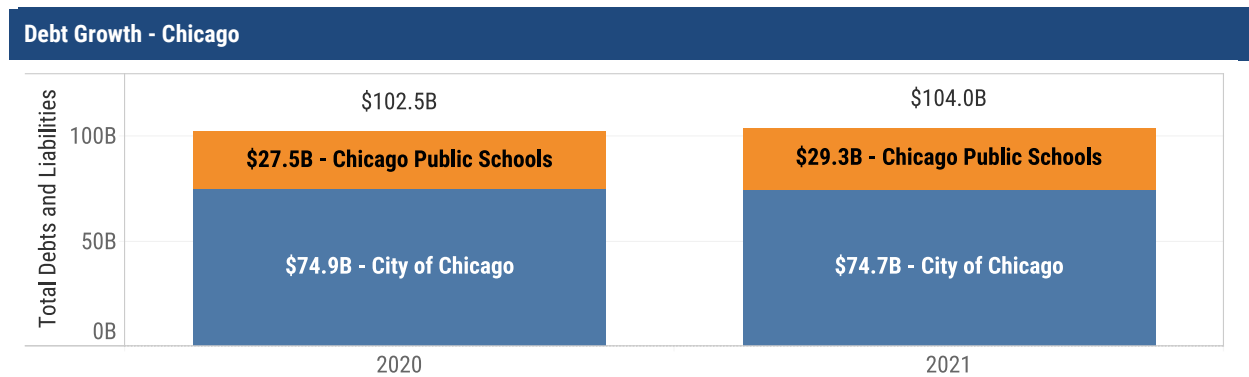 Debt Growth - Chicago
Total Debts and Liabilities
100B
50B
0B
$102.5B
$27.5B - Chicago Public Schools
$74.9B - City of Chicago
2020
$104.0B
$29.3B - Chicago Public Schools
$74.7B - City of Chicago
2021